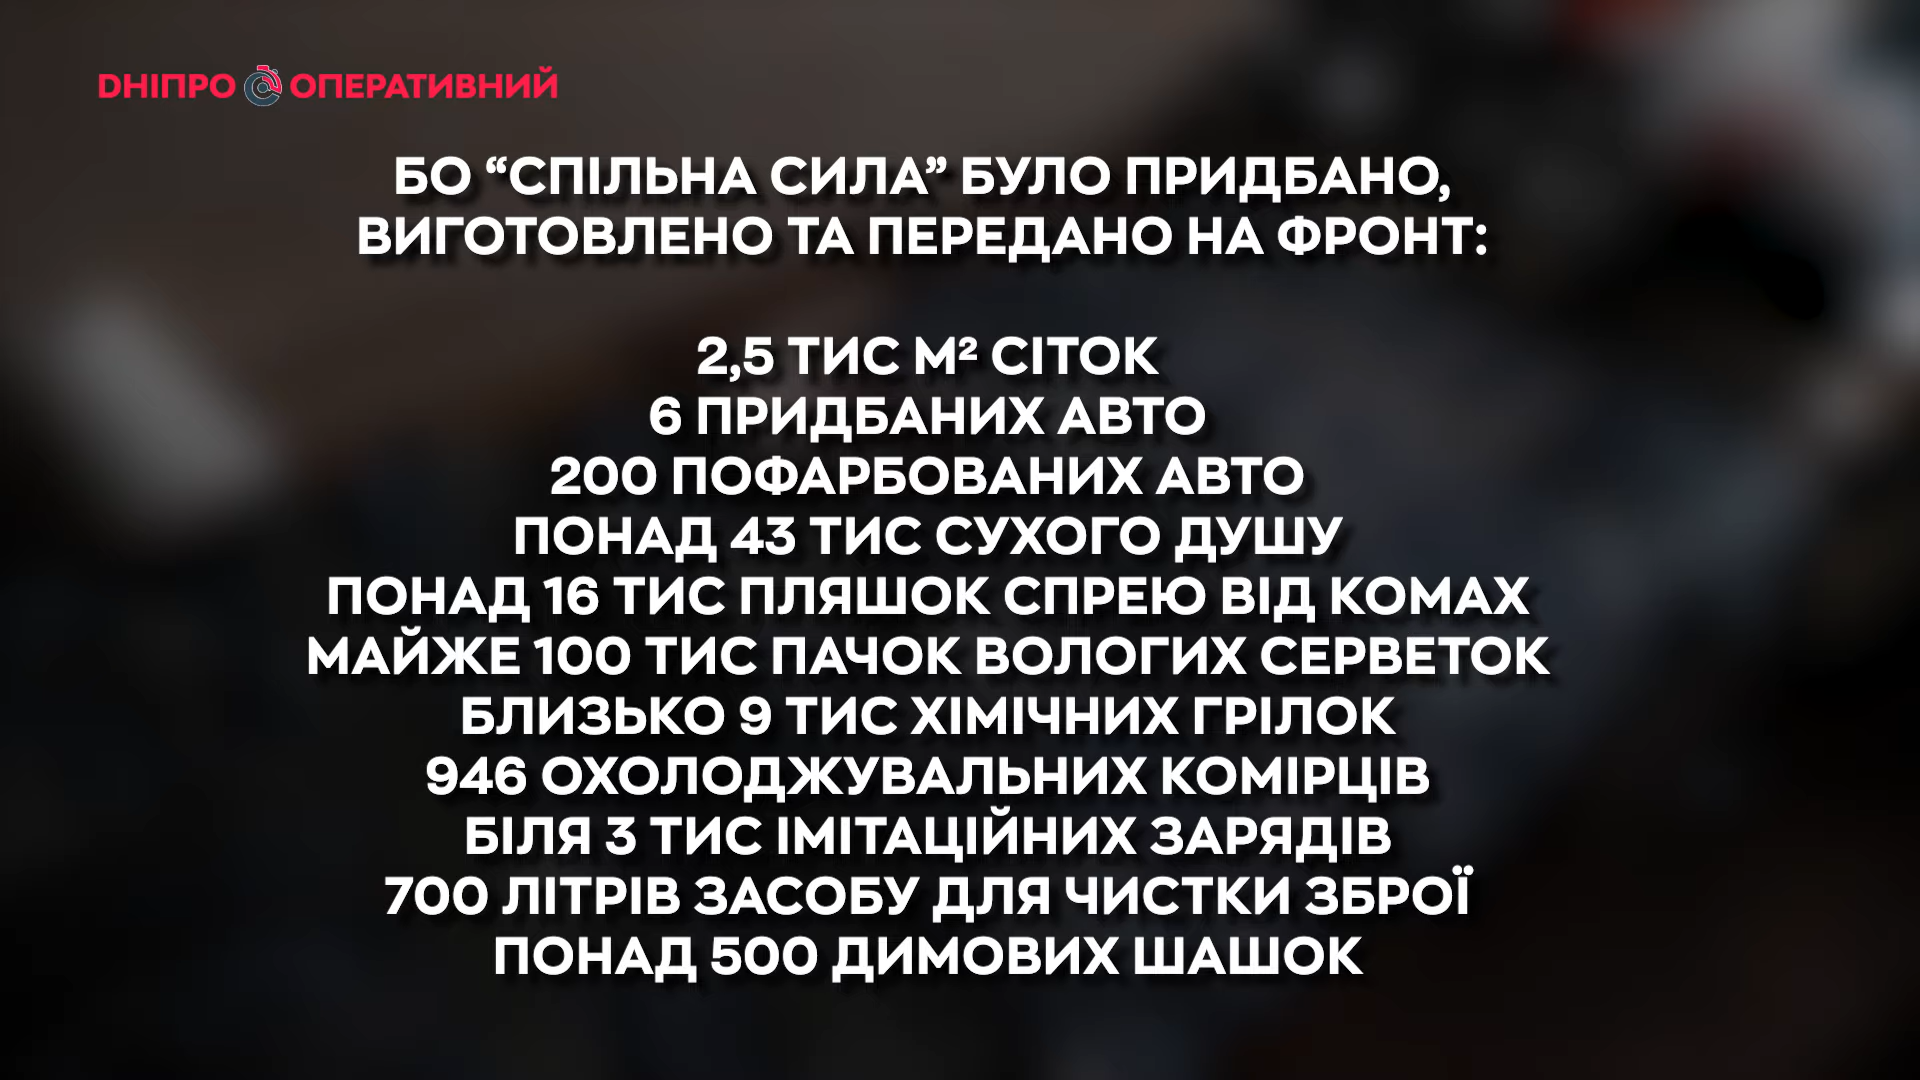 DНІПРО ОПЕРАТИВНИЙ
БО “СПІЛЬНА СИЛА” БУЛО ПРИДБАНО,
ВИГОТОВЛЕНО ТА ПЕРЕДАНО НА ФРОНТ:
2,5 ТИС М² СІТОК
6 ПРИДБАНИХ АВТО
200 ПОФАРБОВАНИХ АВТО
ПОНАД 43 ТИС СУХОГО ДУШУ
ПОНАД 16 ТИС ПЛЯШОК СПРЕЮ ВІД КОМАХ
МАЙЖЕ 100 ТИС ПАЧОК ВОЛОГИХ СЕРВЕТОК
БЛИЗЬКО 9 ТИС ХІМІЧНИХ ГРІЛОК
946 ОХОЛОДЖУВАЛЬНИХ КОМІРЦІВ
БІЛЯ 3 ТИС ІМІТАЦІЙНИХ ЗАРЯДІВ
700 ЛІТРІВ ЗАСОБУ ДЛЯ ЧИСТКИ ЗБРОЇ
ПОНАД 500 ДИМОВИХ ШАШОК